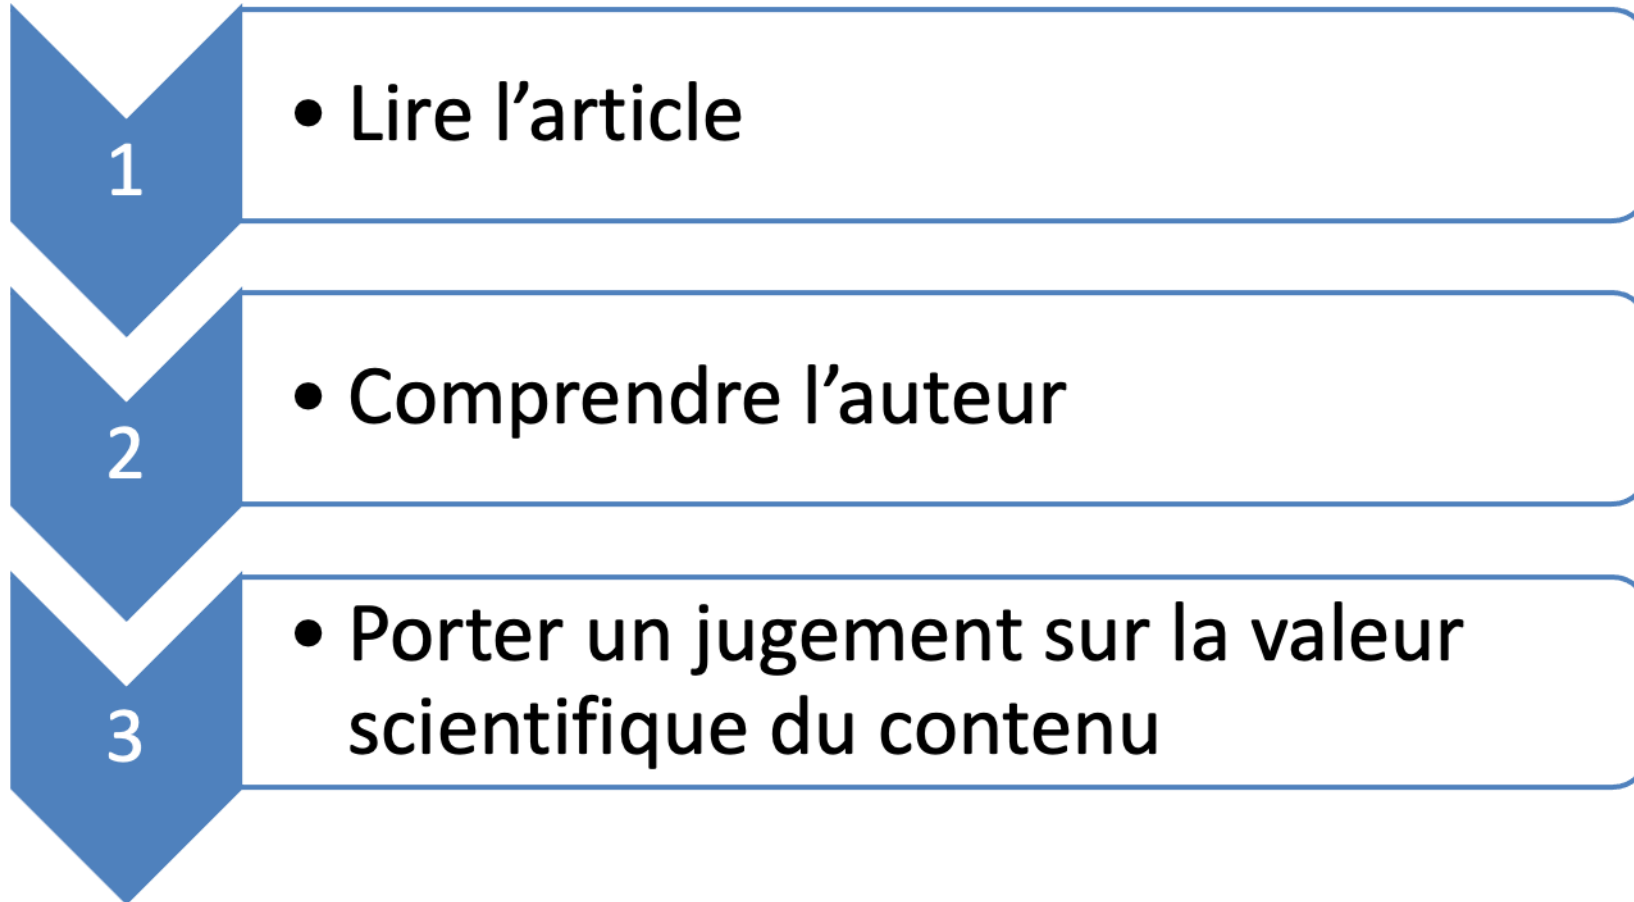 1
• Lire l’article
2
• Comprendre l’auteur
3
• Porter un jugement sur la valeur
scientifique du contenu